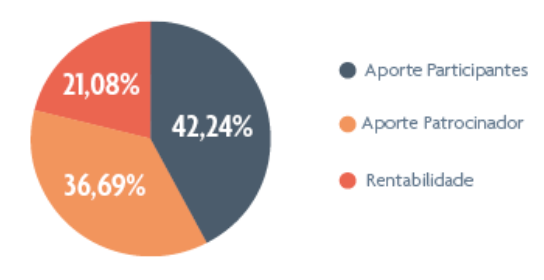 21,08%
42,24%
36,69%
Aporte Participantes
Aporte Patrocinador
Rentabilidade